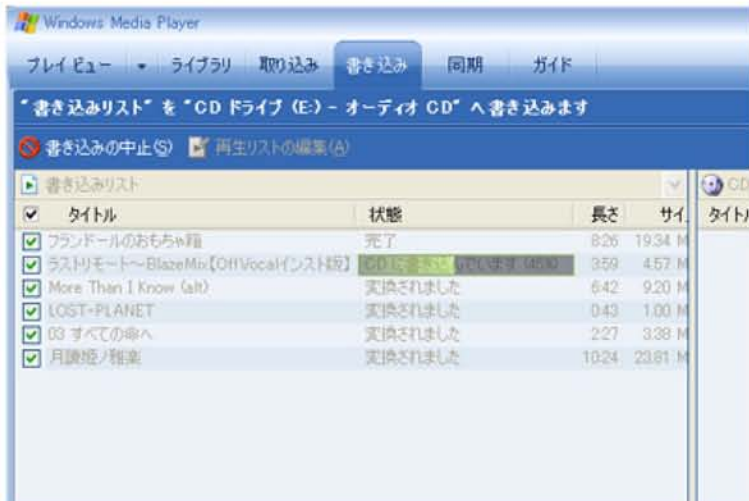 Windows Media Player
プレイ ビュー ライブラリ 取り込み 書き込み 同期 ガイド
"書き込みリスト" を "CD ドライブ (E:) - オーディオ CD" へ書き込みます
書き込みの中止(S) 再生リストの編集(A)
書き込みリスト CD
タイトル 状態 長さ サイ タイトル
フランドールのおもちゃ箱 完了 8:26 19.34 M
ラストリモート～BlazeMix【Off Vocalインスト版】 3:59 4.57 M
More Than I Know (alt) 変換されました 6:42 9.20 M
LOST-PLANET 変換されました 0:43 1.00 M
03 すべての命へ 変換されました 2:27 3.38 M
変換されました 10:24 23.81 M